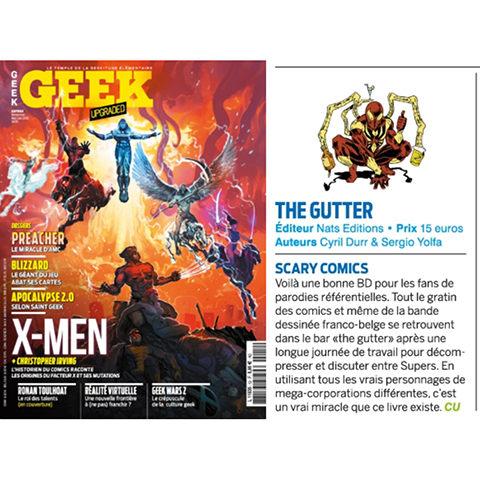 LE TEMPLE DE LA GEEKITUDE ÉLÉMENTAIRE
GEEK
GEEK
UPGRADED
DOSSIERS
PREACHER
LE MIRACLE D'AMC
BLIZZARD
LE GÉANT DU JEU
ABAT SES CARTES
APOCALYPSE 2.0
SELON SAINT GEEK
X-MEN
+ CHRISTOPHER IRVING
L'HISTORIEN DU COMICS RACONTE
LES ORIGINES DU FACTEUR X ET SES MUTATIONS
RONAN TOULHOAT
Le roi des talents
(en couverture)
RÉALITÉ VIRTUELLE
Une nouvelle frontière
à (ne pas) franchir ?
GEEK WARS 2
Le crépuscule
de la culture geek
THE GUTTER
Éditeur Nats Editions • Prix 15 euros
Auteurs Cyril Durr & Sergio Yolfa
SCARY COMICS
Voilà une bonne BD pour les fans de
parodies référentielles. Tout le gratin
des comics et même de la bande
dessinée franco-belge se retrouvent
dans le bar «the gutter» après une
longue journée de travail pour décom-
presser et discuter entre Supers. En
utilisant tous les vrais personnages de
mega-corporations différentes, c'est
un vrai miracle que ce livre existe. CU